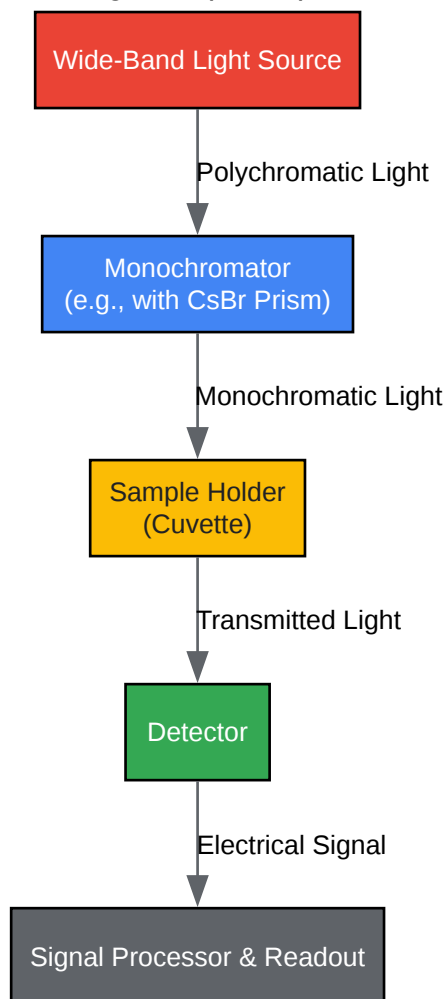 Wide-Band Light Source
Polychromatic Light
Monochromator
(e.g., with CsBr Prism)
Monochromatic Light
Sample Holder
(Cuvette)
Transmitted Light
Detector
Electrical Signal
Signal Processor & Readout